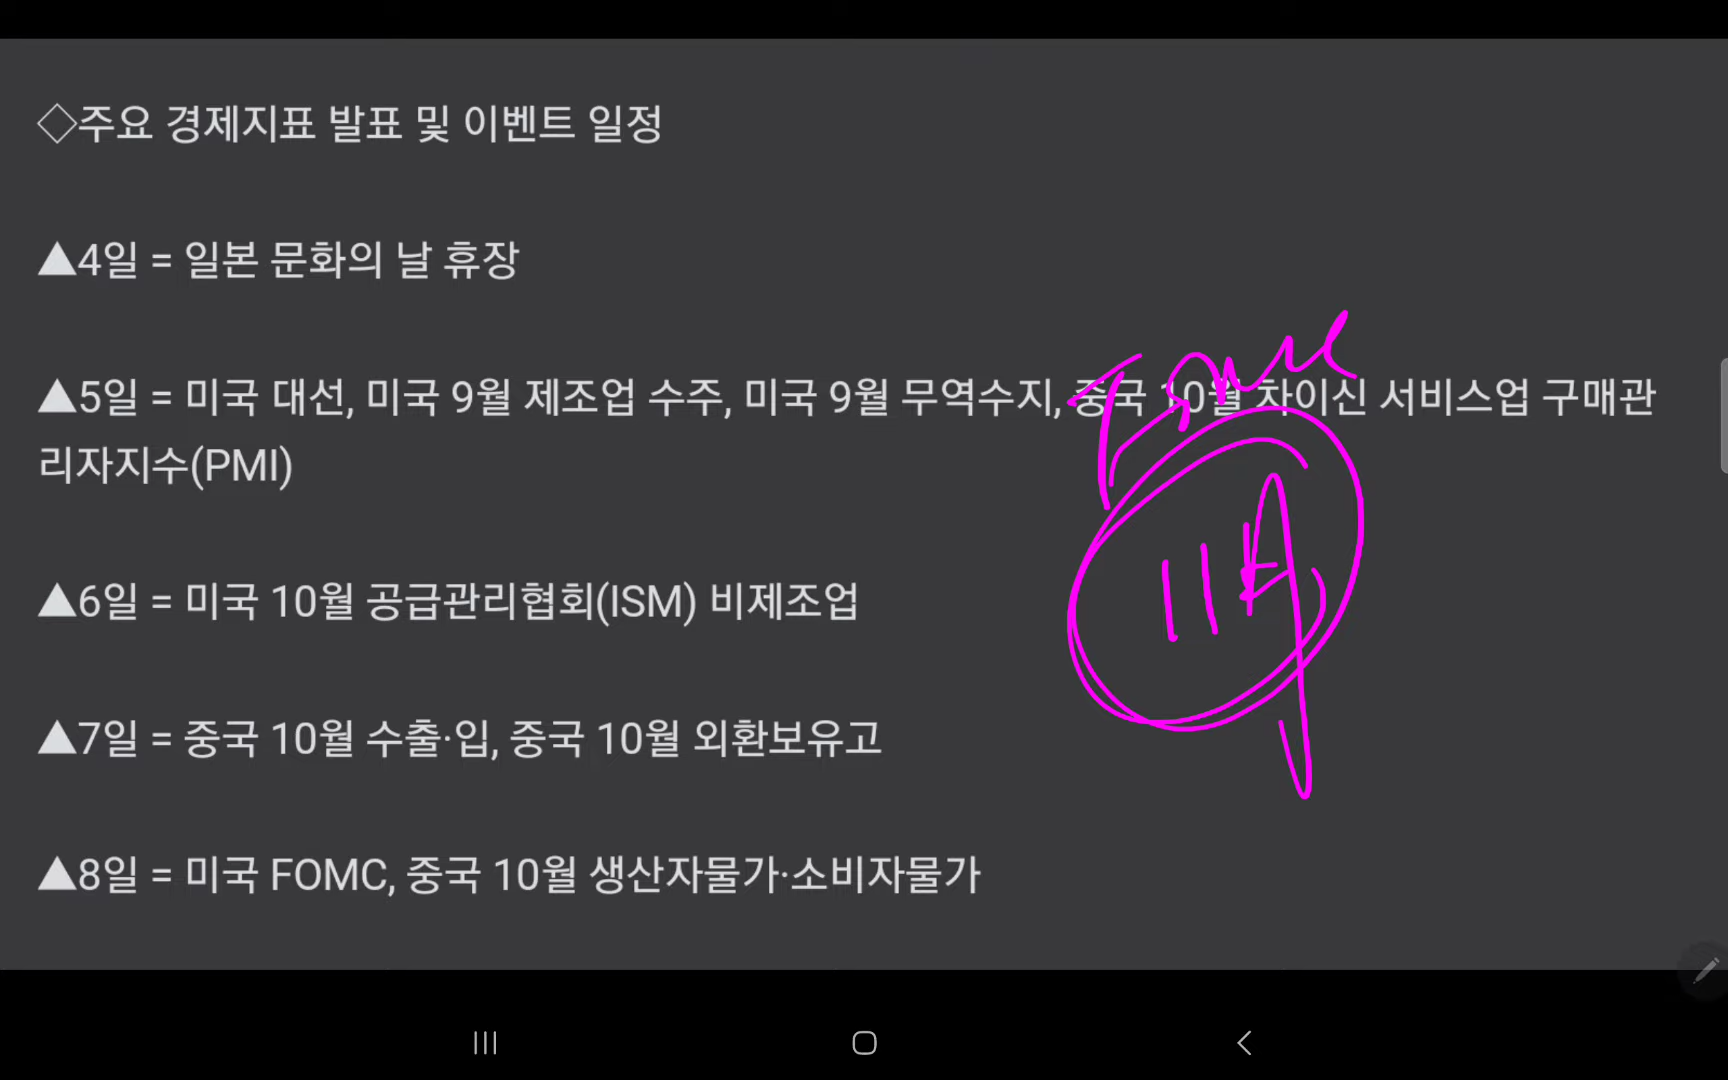 ◇주요 경제지표 발표 및 이벤트 일정
▲4일 = 일본 문화의 날 휴장
▲5일 = 미국 대선, 미국 9월 제조업 수주, 미국 9월 무역수지, 중국 10월 차이신 서비스업 구매관
리자지수(PMI)
▲6일 = 미국 10월 공급관리협회(ISM) 비제조업
▲7일 = 중국 10월 수출·입, 중국 10월 외환보유고
▲8일 = 미국 FOMC, 중국 10월 생산자물가·소비자물가